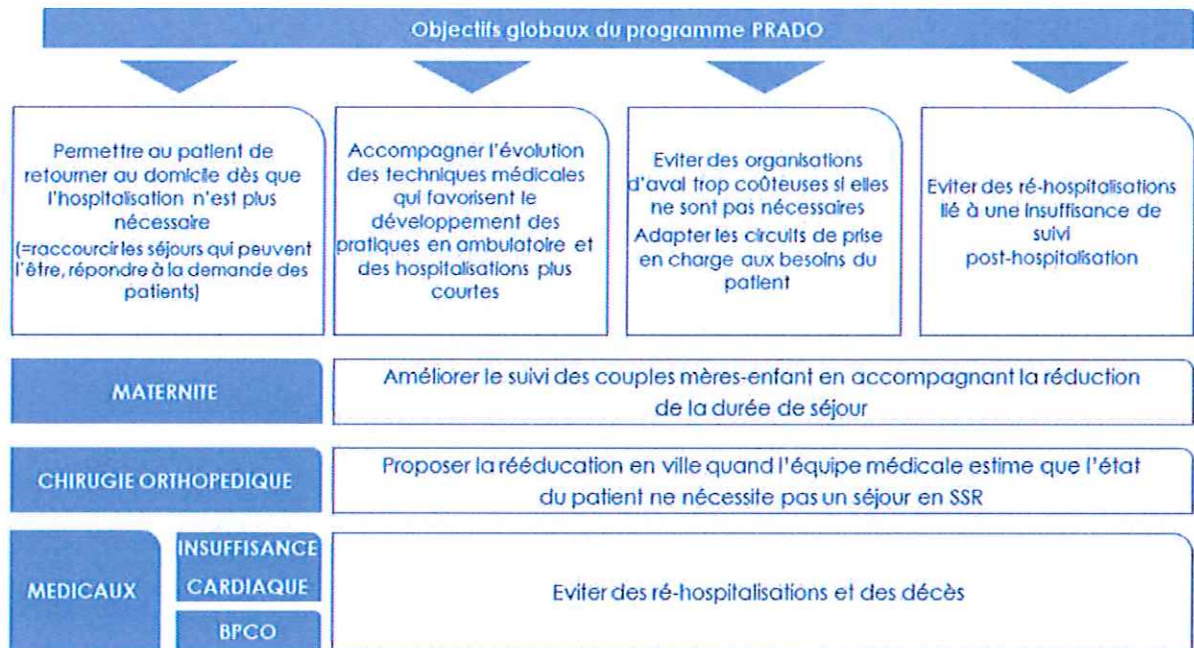 Objectifs globaux du programme PRADO
Permettre au patient de
retourner au domicile dès que
l'hospitalisation n'est plus
nécessaire
(=raccourcir les séjours qui peuvent
l'être, répondre à la demande des
patients)
Accompagner l'évolution
des techniques médicales
qui favorisent le
développement des
pratiques en ambulatoire et
des hospitalisations plus
courtes
Eviter des organisations
d'aval trop coûteuses si elles
ne sont pas nécessaires
Adapter les circuits de prise
en charge aux besoins du
patient
Eviter des ré-hospitalisations
lié à une insuffisance de
suivi
post-hospitalisation
MATERNITE
Améliorer le suivi des couples mères-enfant en accompagnant la réduction
de la durée de séjour
CHIRUGIE ORTHOPEDIQUE
Proposer la rééducation en ville quand l'équipe médicale estime que l'état
du patient ne nécessite pas un séjour en SSR
MEDICAUX
INSUFFISANCE
CARDIAQUE
BPCO
Eviter des ré-hospitalisations et des décès